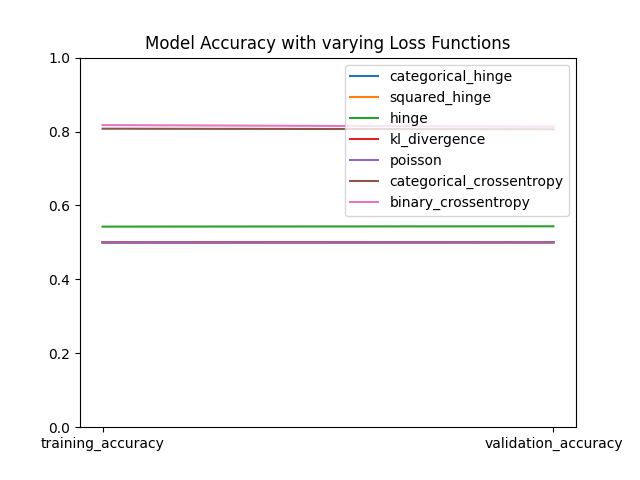 Model Accuracy with varying Loss Functions
1.0
0.8
0.6
0.4
0.2
0.0
categorical_hinge
squared_hinge
hinge
kl_divergence
poisson
categorical_crossentropy
binary_crossentropy
training_accuracy
validation_accuracy